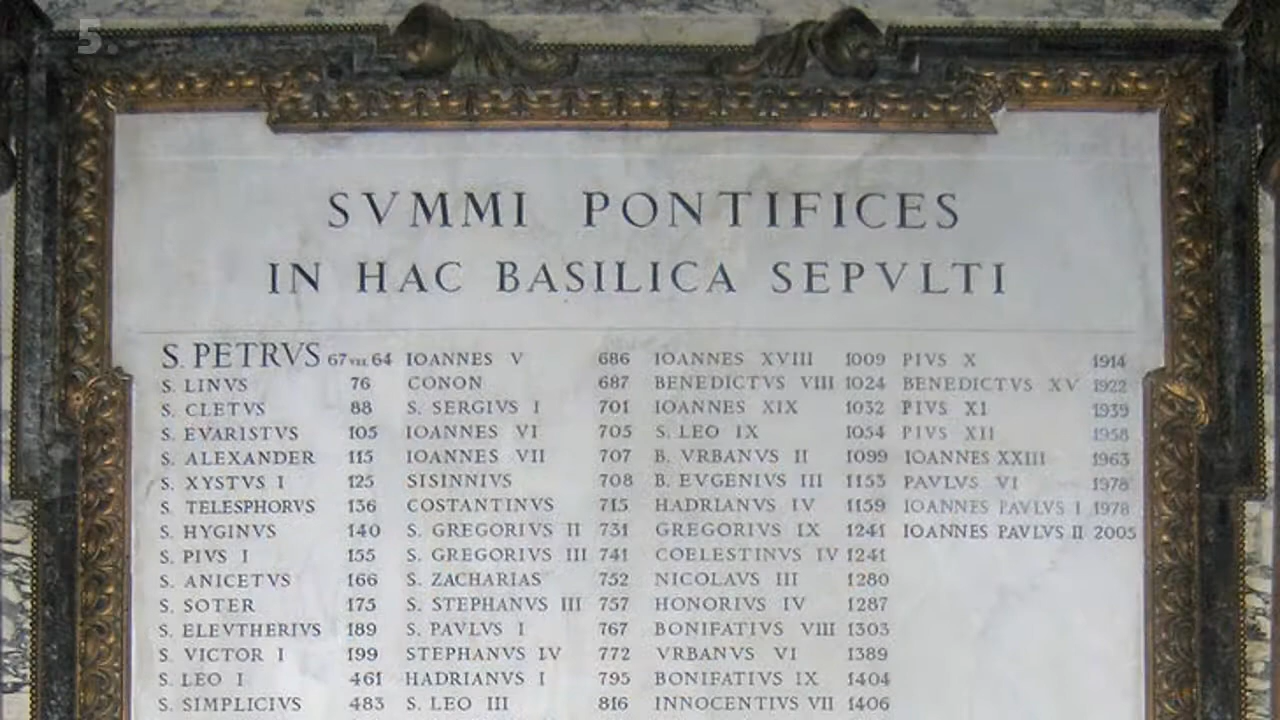 5.
SVMMI PONTIFICES
IN HAC BASILICA SEPVLTI
S. PETRVS 67 VEL 64 IOANNES V 686 IOANNES XVIII 1009 PIVS X 1914
S. LINVS 76 CONON 687 BENEDICTVS VIII 1024 BENEDICTVS XV 1922
S. CLETVS 88 S. SERGIVS I 701 IOANNES XIX 1032 PIVS XI 1939
S. EVARISTVS 105 IOANNES VI 705 S. LEO IX 1054 PIVS XII 1958
S. ALEXANDER 115 IOANNES VII 707 B. VRBANVS II 1099 IOANNES XXIII 1963
S. XYSTVS I 125 SISINNIVS 708 B. EVGENIVS III 1153 PAVLVS VI 1978
S. TELESPHORVS 136 COSTANTINVS 715 HADRIANVS IV 1159 IOANNES PAVLVS I 1978
S. HYGINVS 140 S. GREGORIVS II 731 GREGORIVS IX 1241 IOANNES PAVLVS II 2005
S. PIVS I 155 S. GREGORIVS III 741 COELESTINVS IV 1241
S. ANICETVS 166 S. ZACHARIAS 752 NICOLAVS III 1280
S. SOTER 175 S. STEPHANVS III 757 HONORIVS IV 1287
S. ELEVTHERIVS 189 S. PAVLVS I 767 BONIFATIVS VIII 1303
S. VICTOR I 199 STEPHANVS IV 772 VRBANVS VI 1389
S. LEO I 461 HADRIANVS I 795 BONIFATIVS IX 1404
S. SIMPLICIVS 483 S. LEO III 816 INNOCENTIVS VII 1406